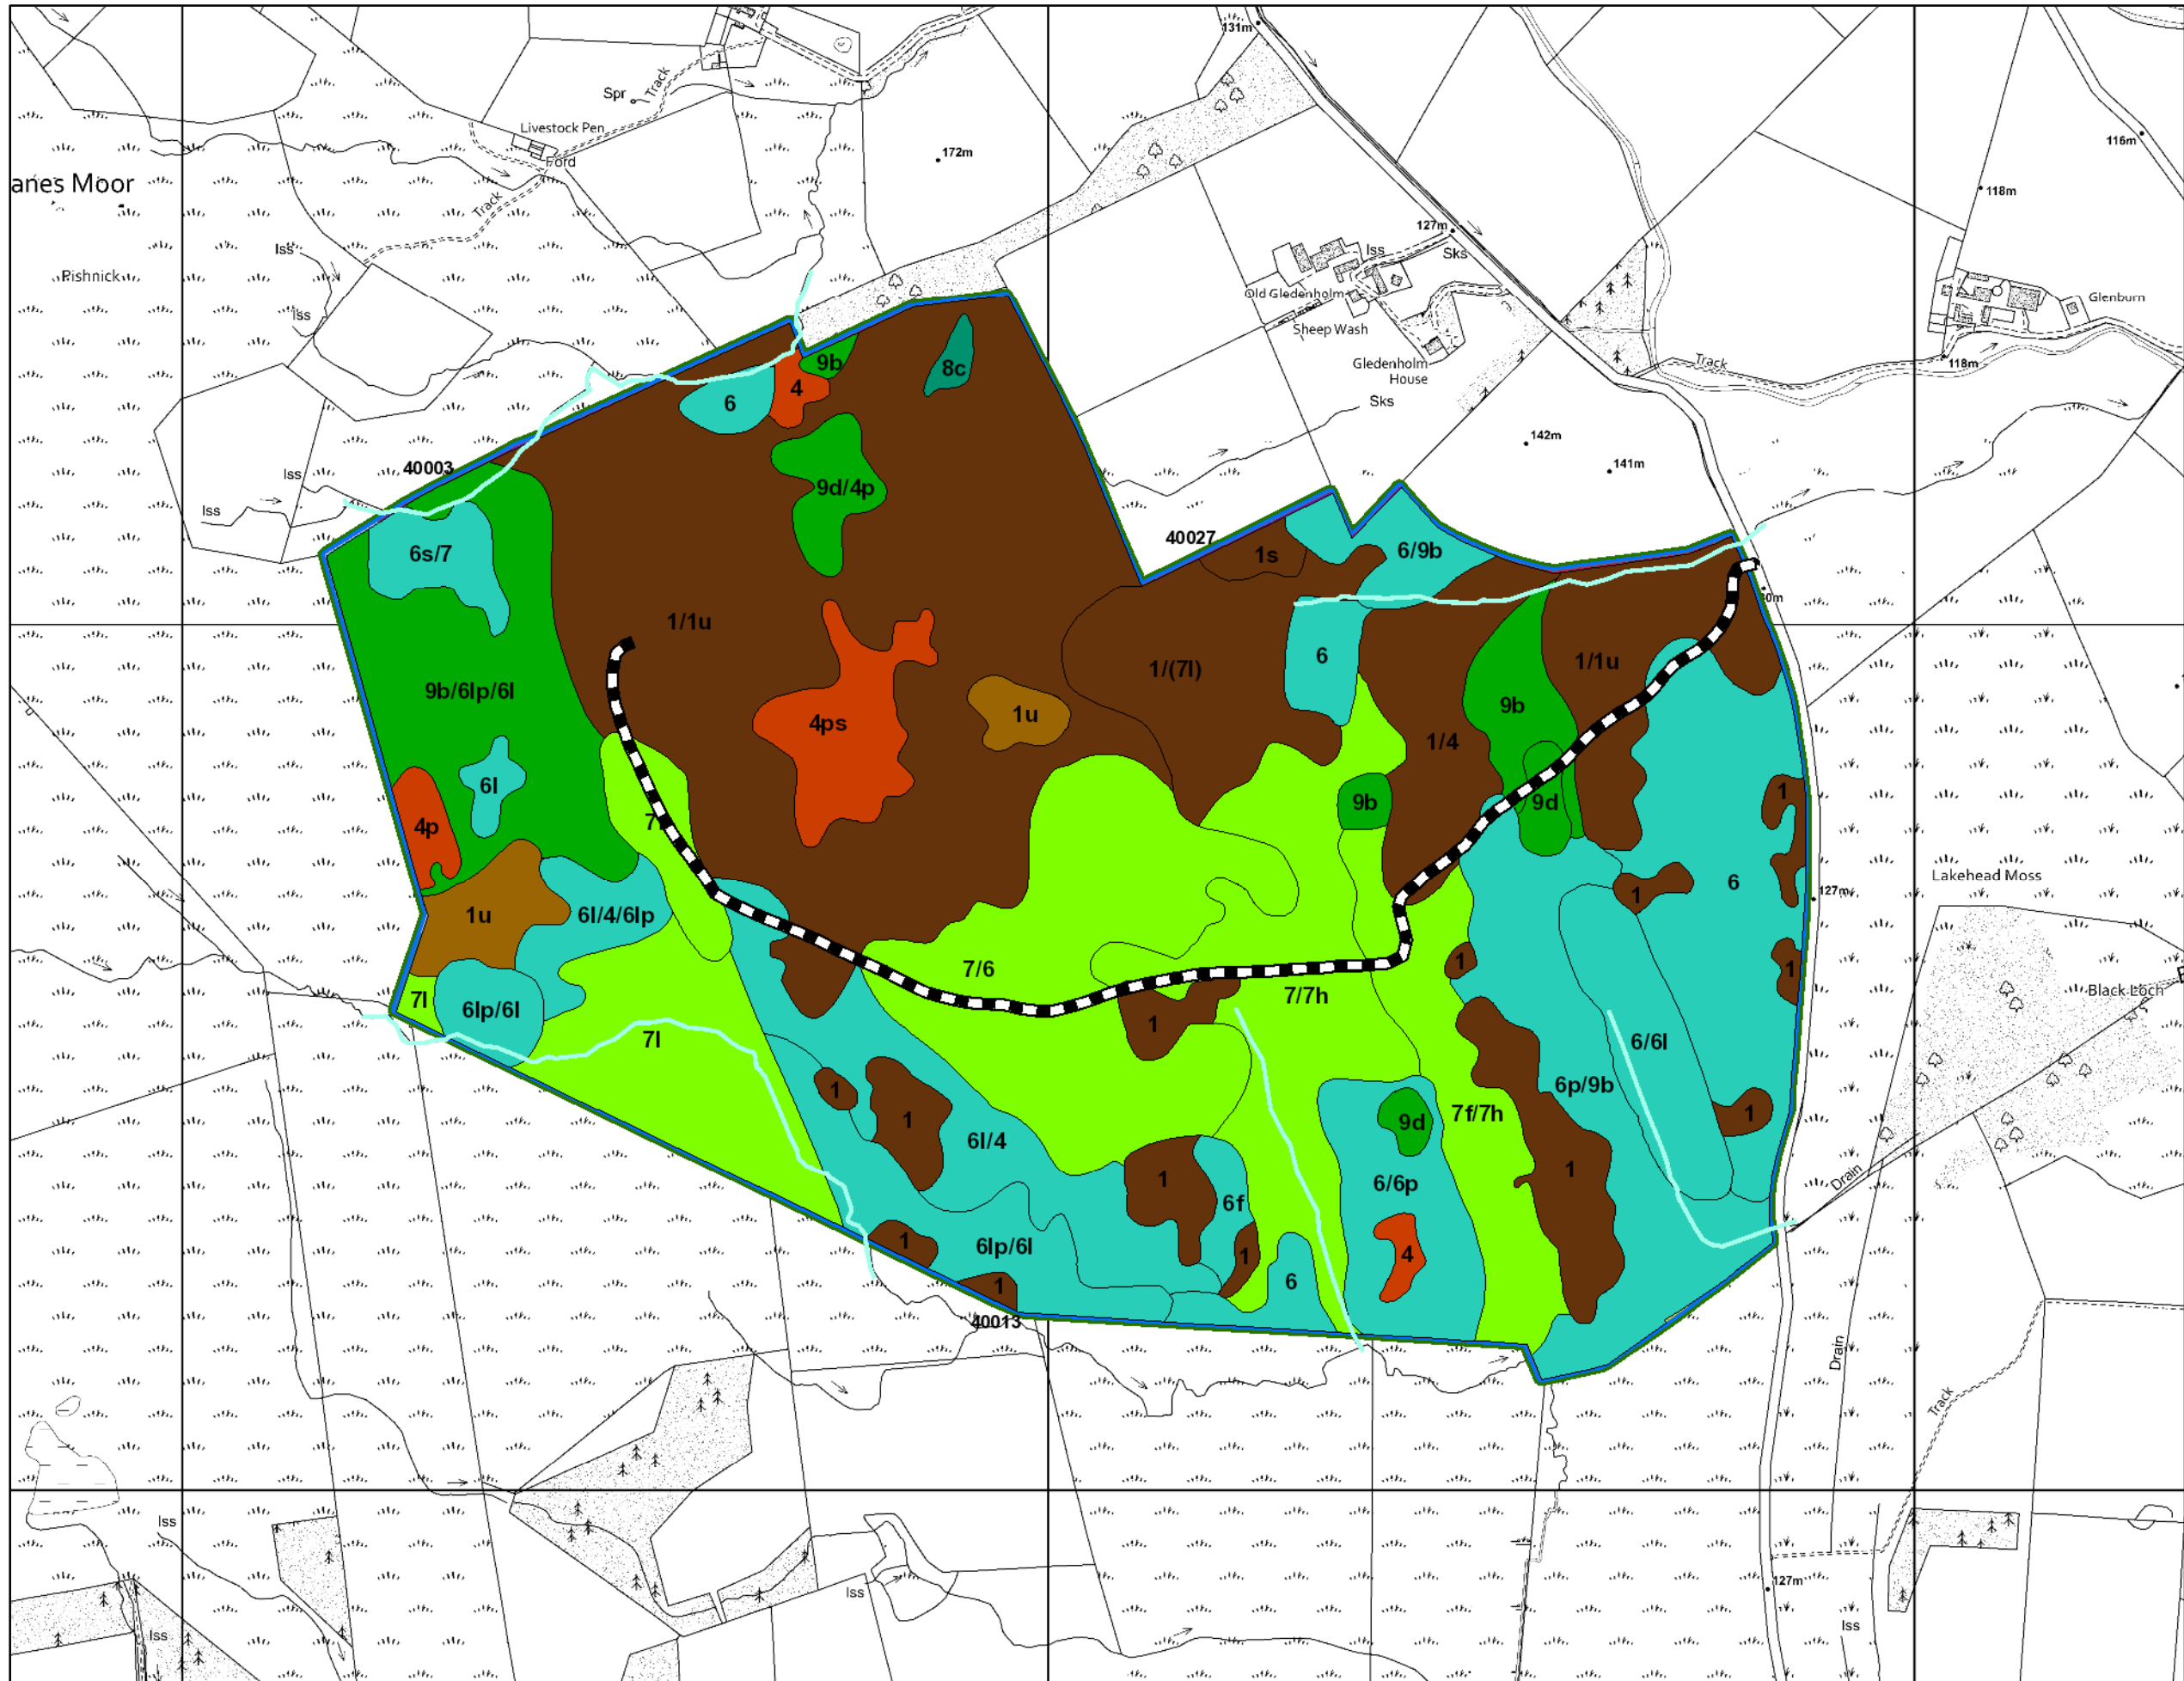 131m
Spr
Track
Livestock Pen
Ford
172m
116m
anes Moor
118m
Track
127m
Iss
Sks
Iss
Pishnick
Old Gledenholm
Glenburn
Iss
Sheep Wash
Gledenholm
House
9b
8c
Track
118m
4
6
Sks
142m
40003
141m
Iss
9d/4p
Iss
40027
6s/7
1s
6/9b
1/1u
6
1/(7l)
1/1u
9b/6lp/6l
9b
1u
4ps
1/4
6l
1
9b
9d
4p
7
Lakehead Moss
6
127m
1
1u
6l/4/6lp
1
7/6
1
7l
7/7h
Black Loch
6lp/6l
1
7l
6/6l
6p/9b
1
7f/7h
1
1
9d
6l/4
1
1
Drain
6/6p
6f
1
6lp/6l
4
1
6
1
40013
Drain
Track
Iss
127m
Iss
Iss
Iss